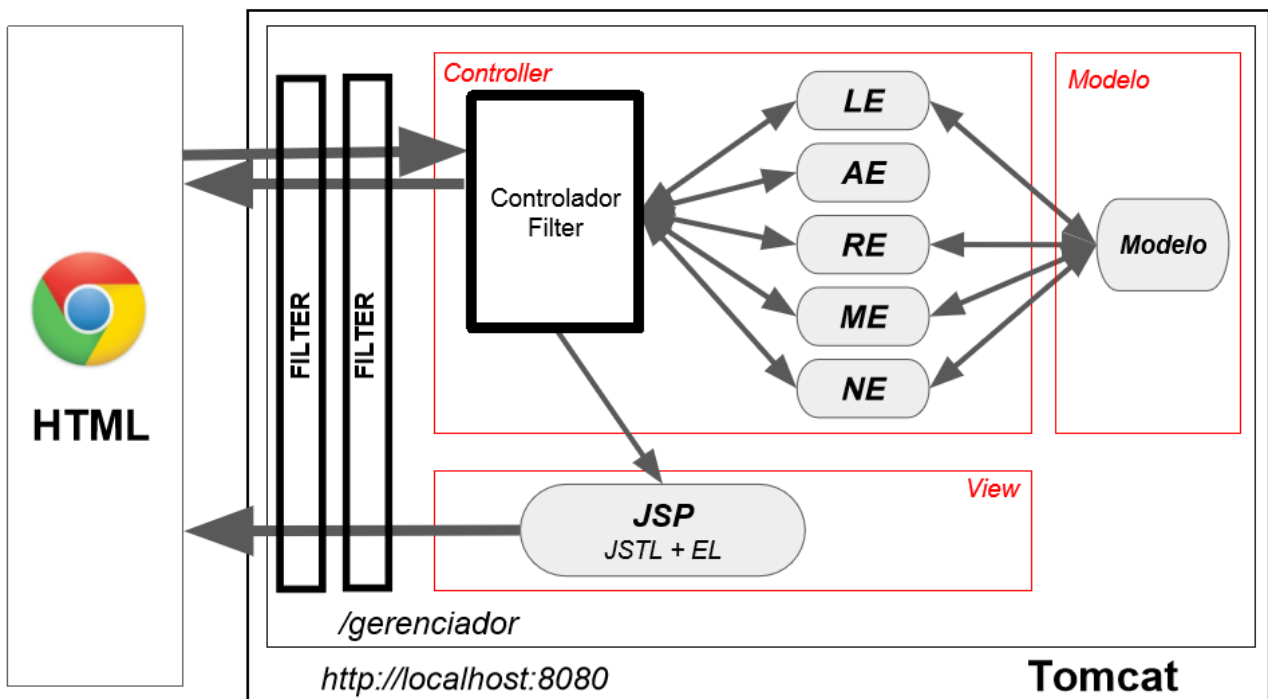 HTML
FILTER
FILTER
Controller
Controlador
Filter
LE
AE
RE
ME
NE
Modelo
Modelo
View
JSP
JSTL + EL
/gerenciador
http://localhost:8080
Tomcat